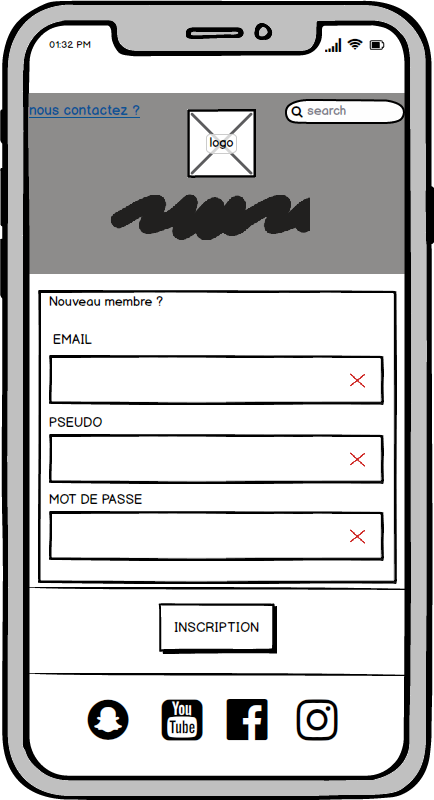 01:32 PM
nous contactez ?
search
logo
Nouveau membre ?
EMAIL
PSEUDO
MOT DE PASSE
INSCRIPTION
You
Tube